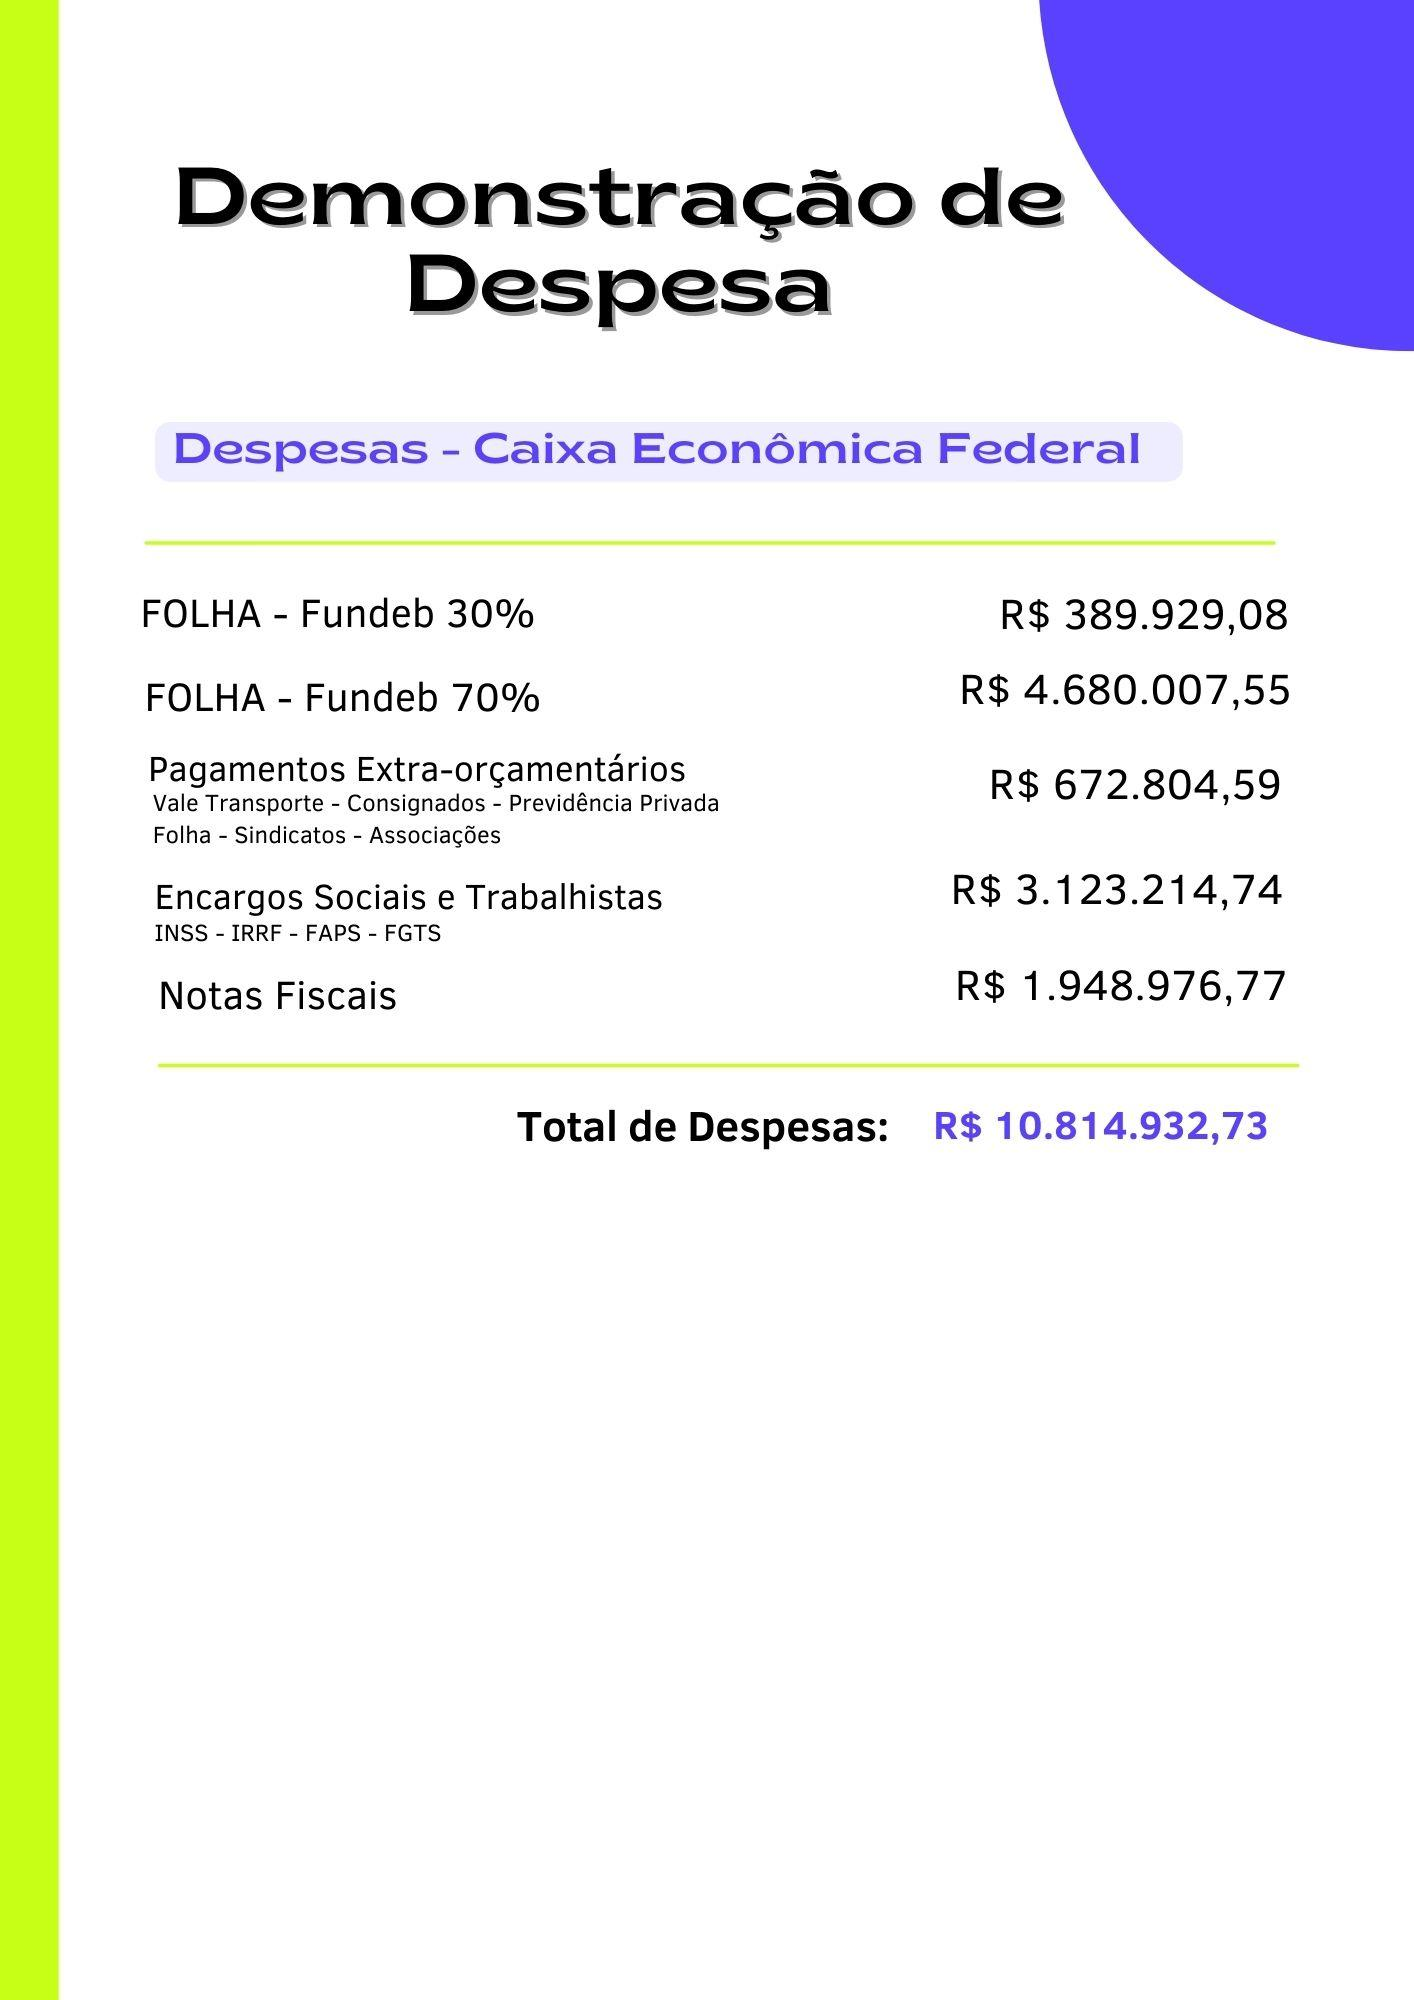 Demonstração de
Despesa
Despesas - Caixa Econômica Federal
FOLHA - Fundeb 30% R$ 389.929,08
FOLHA - Fundeb 70% R$ 4.680.007,55
Pagamentos Extra-orçamentários R$ 672.804,59
Vale Transporte - Consignados - Previdência Privada
Folha - Sindicatos - Associações
Encargos Sociais e Trabalhistas R$ 3.123.214,74
INSS - IRRF - FAPS - FGTS
Notas Fiscais R$ 1.948.976,77
Total de Despesas: R$ 10.814.932,73